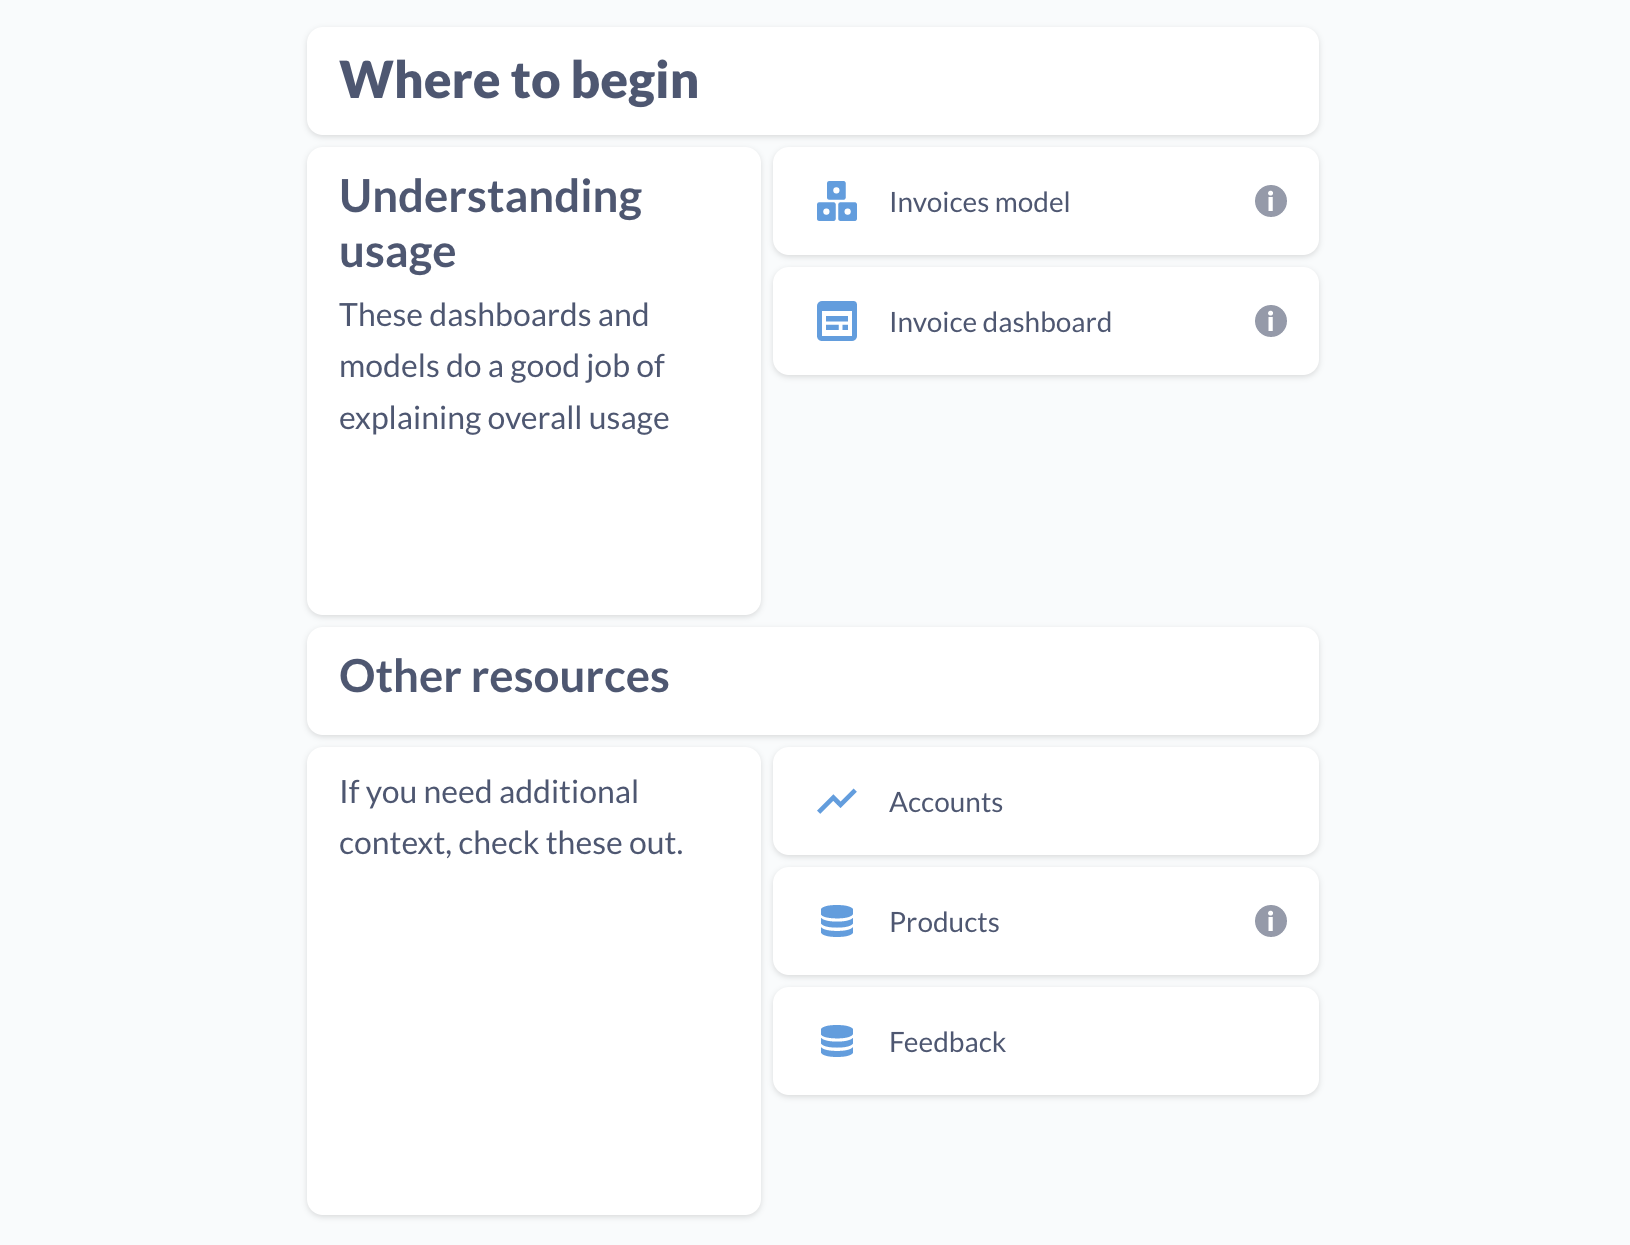 Where to begin
Understanding
usage
These dashboards and
models do a good job of
explaining overall usage
Invoices model
Invoice dashboard
Other resources
If you need additional
context, check these out.
Accounts
Products
Feedback